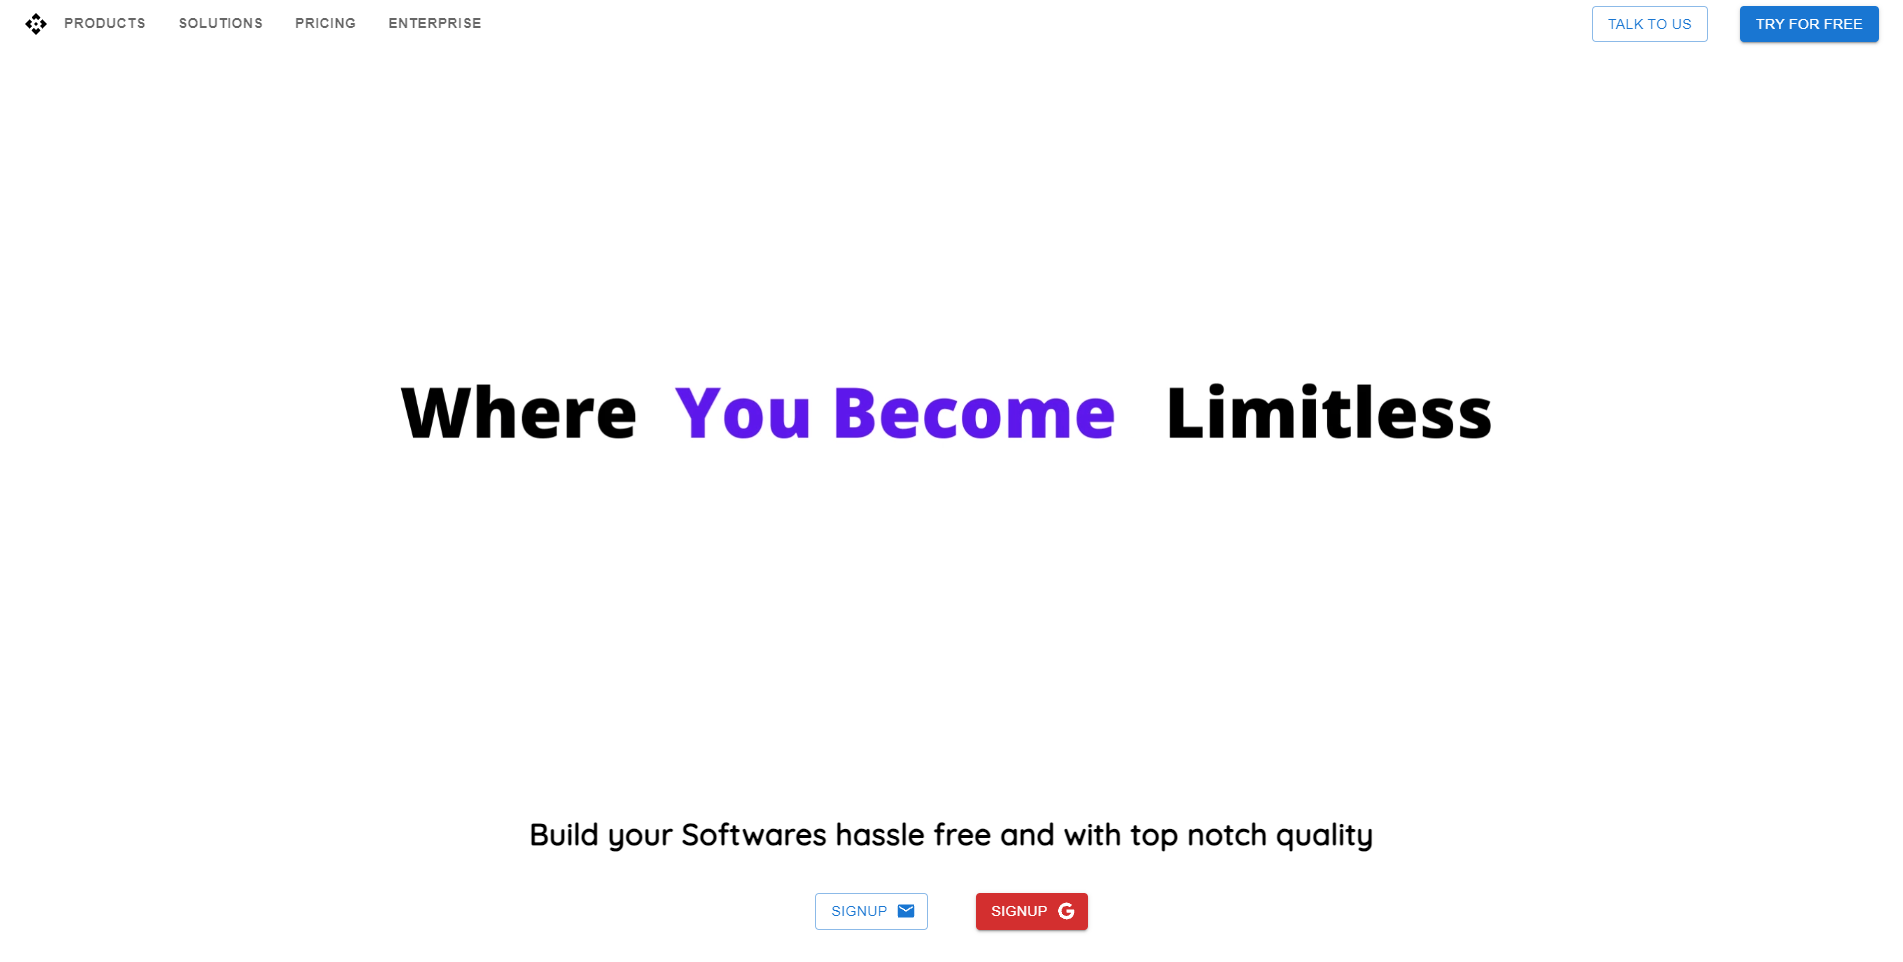 PRODUCTS SOLUTIONS PRICING ENTERPRISE TALK TO US TRY FOR FREE
Where You Become Limitless
Build your Softwares hassle free and with top notch quality
SIGNUP SIGNUP